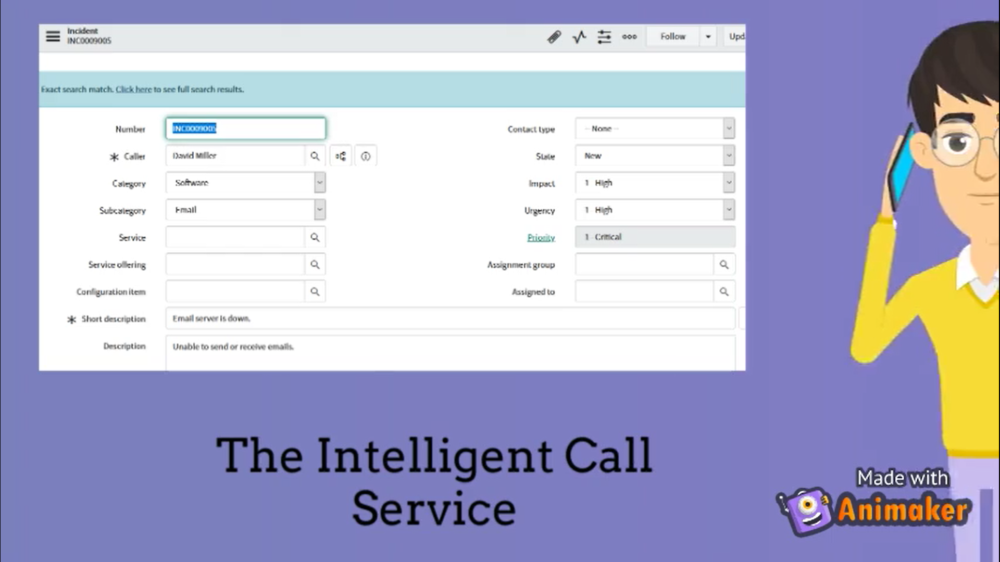 Incident
INC0009005
Follow
Upd
Exact search match. Click here to see full search results.
Number INC0009005
Contact type -- None --
✱ Caller David Miller
State New
Category Software
Impact 1 - High
Subcategory Email
Urgency 1 - High
Service
Priority 1 - Critical
Service offering
Assignment group
Configuration item
Assigned to
✱ Short description Email server is down.
Description Unable to send or receive emails.
The Intelligent Call
Service
Made with
Animaker